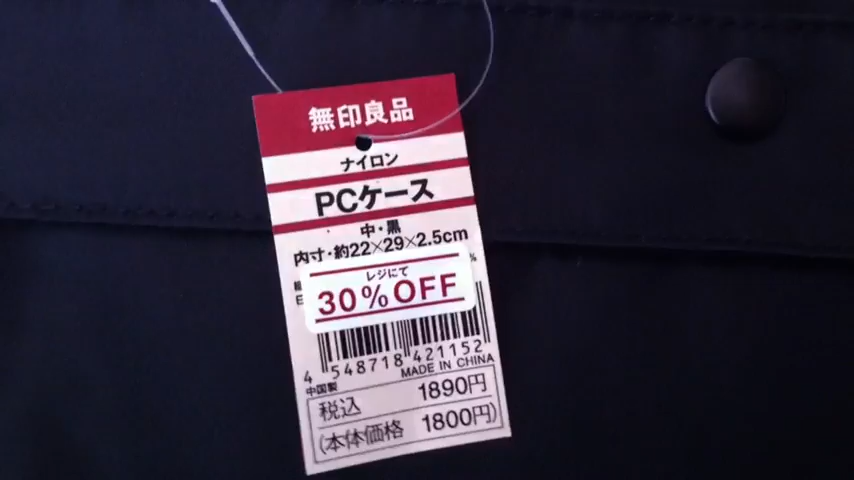 無印良品
ナイロン
PCケース
中・黒
内寸・約22×29×2.5cm
%
レジにて
30%OFF
4 548718 421152
MADE IN CHINA
中国製
税込 1890円
(本体価格 1800円)